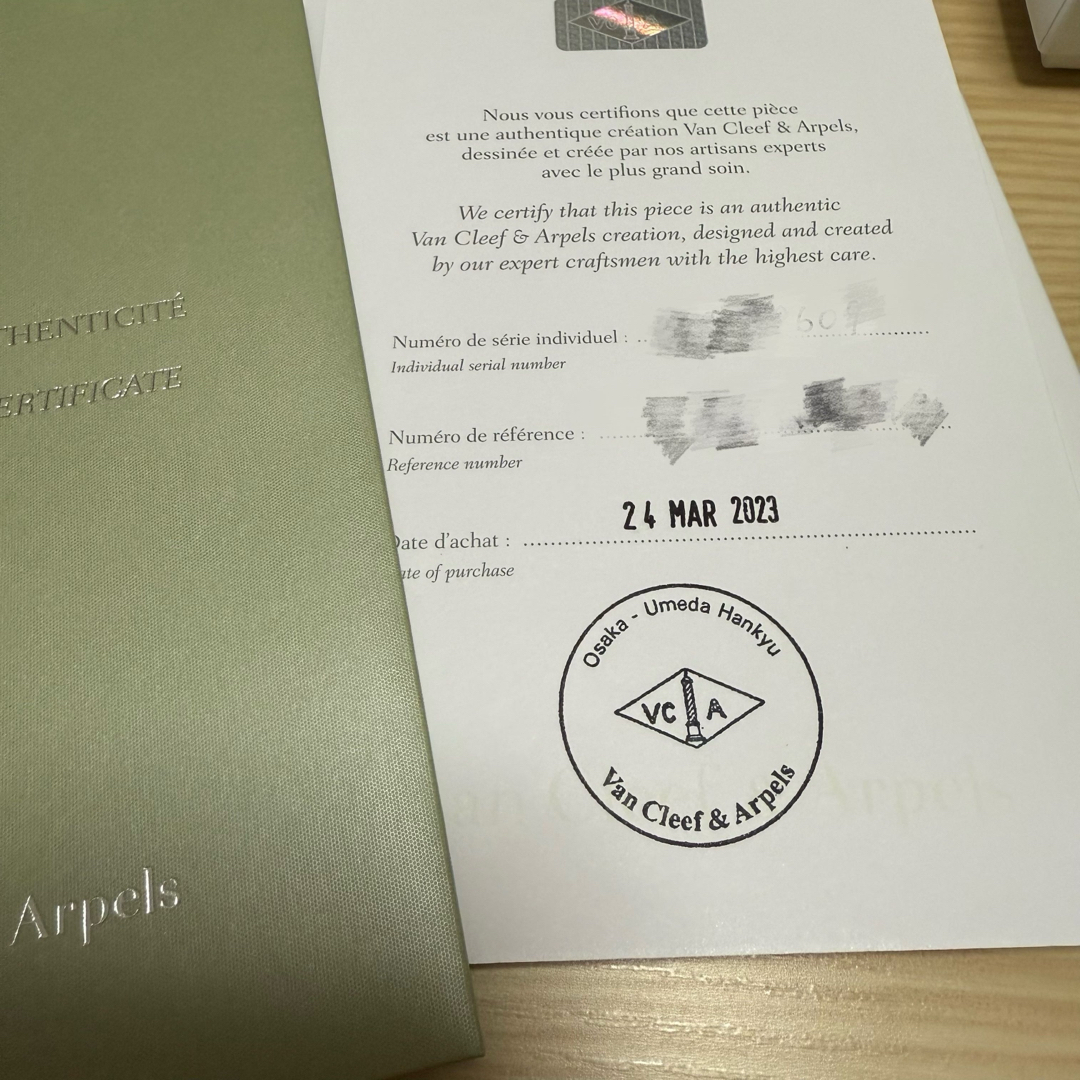 THENTICITÉ
ERTIFICATE
Arpels
Nous vous certifions que cette pièce
est une authentique création Van Cleef & Arpels,
dessinée et créée par nos artisans experts
avec le plus grand soin.
We certify that this piece is an authentic
Van Cleef & Arpels creation, designed and created
by our expert craftsmen with the highest care.
Numéro de série individuel :
Individual serial number
Numéro de référence :
Reference number
24 MAR 2023
Date d'achat :
ate of purchase
Osaka - Umeda Hankyu
VC A
Van Cleef & Arpels